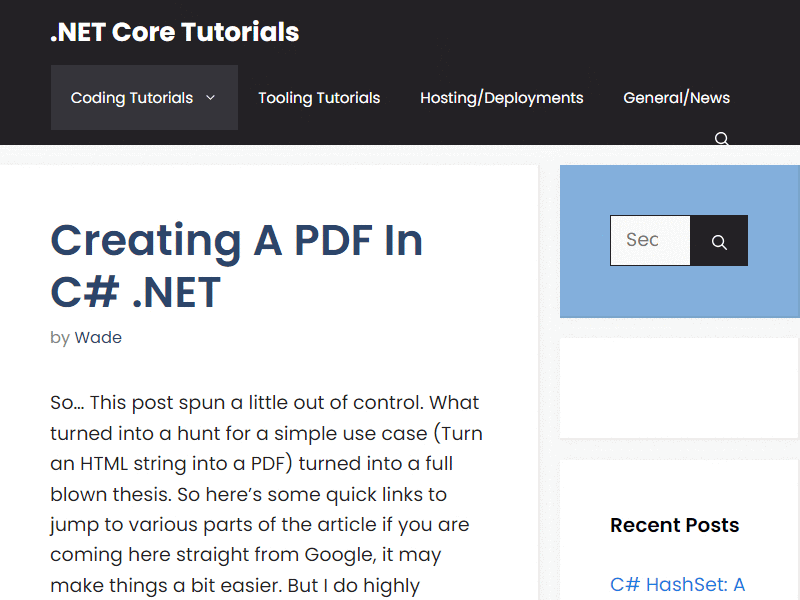 .NET Core Tutorials
Coding Tutorials
Tooling Tutorials
Hosting/Deployments
General/News
Creating A PDF In
C# .NET
by Wade
So… This post spun a little out of control. What
turned into a hunt for a simple use case (Turn
an HTML string into a PDF) turned into a full
blown thesis. So here’s some quick links to
jump to various parts of the article if you are
coming here straight from Google, it may
make things a bit easier. But I do highly
Sec
Recent Posts
C# HashSet: A